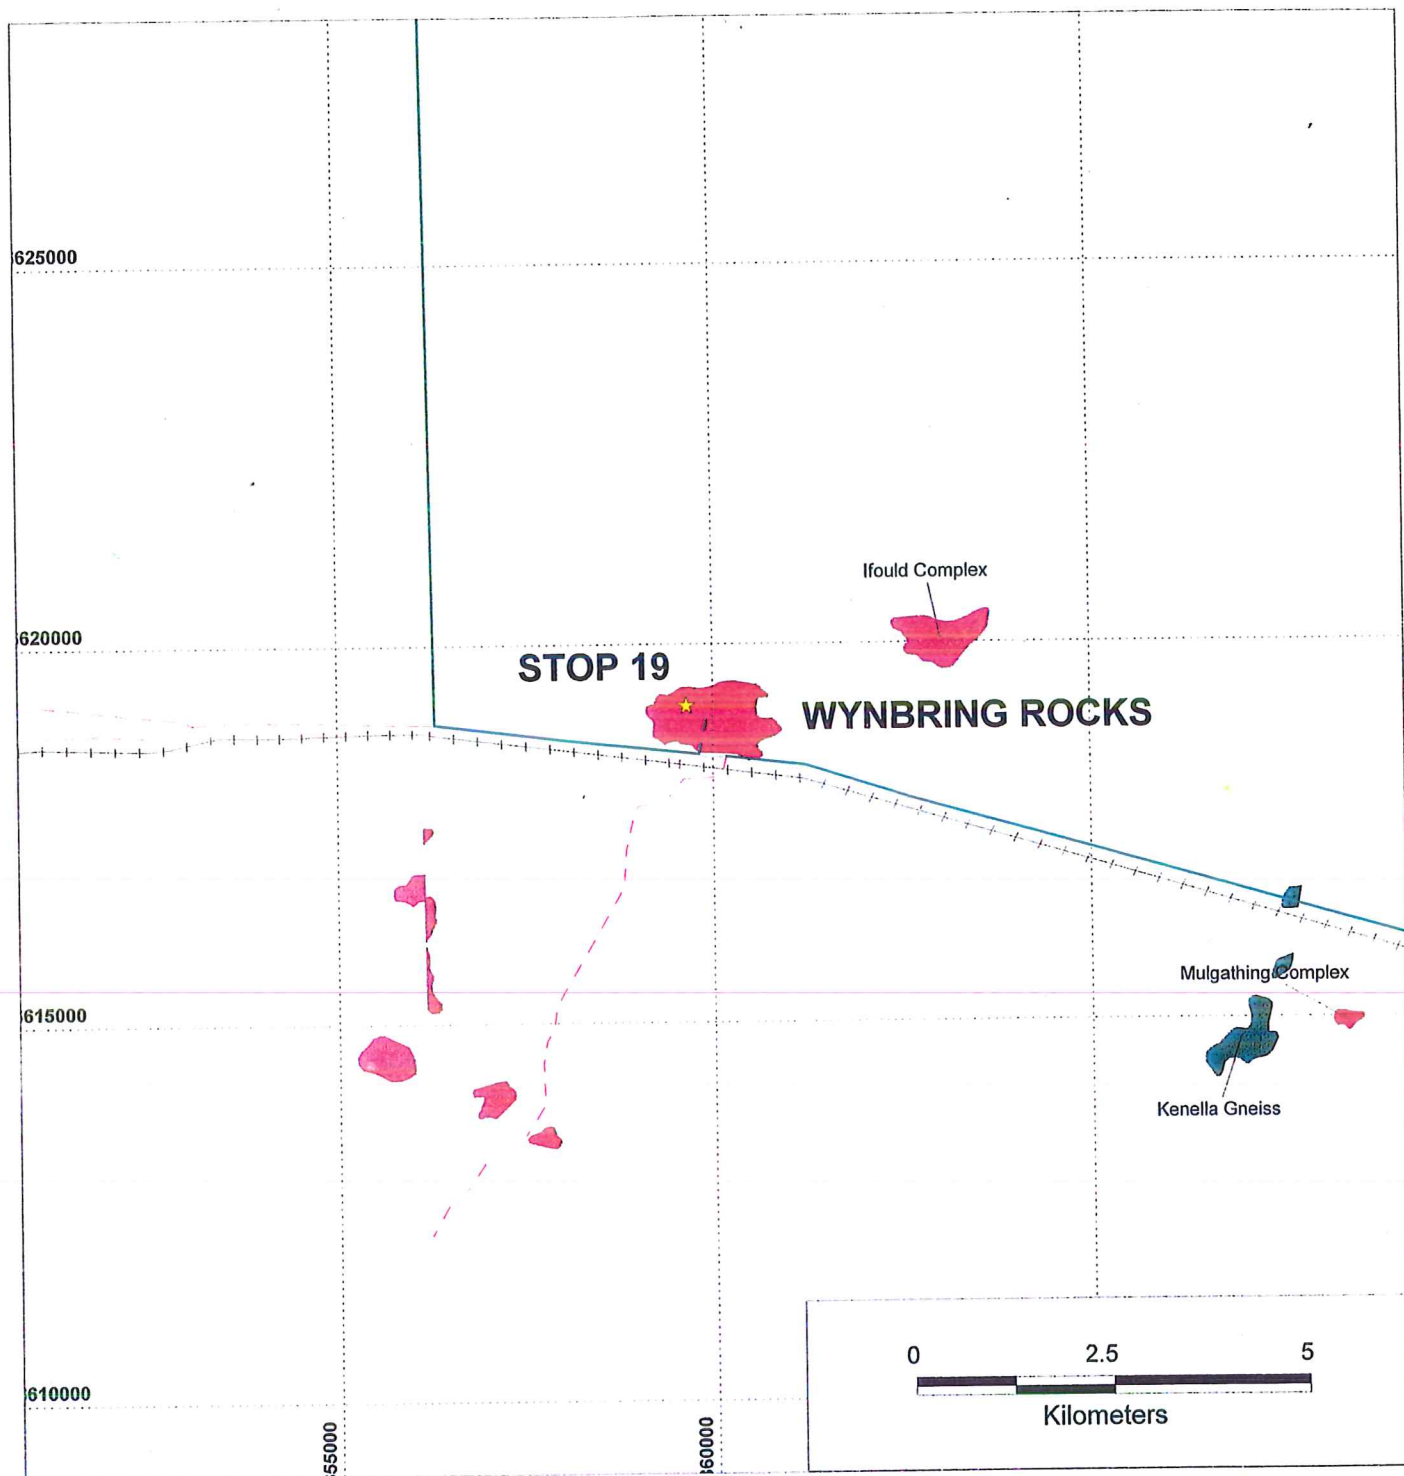 625000
Ifould Complex
620000
STOP 19
WYNBRING ROCKS
Mulgathing Complex
615000
Kenella Gneiss
0 2.5 5
Kilometers
610000
55000
60000